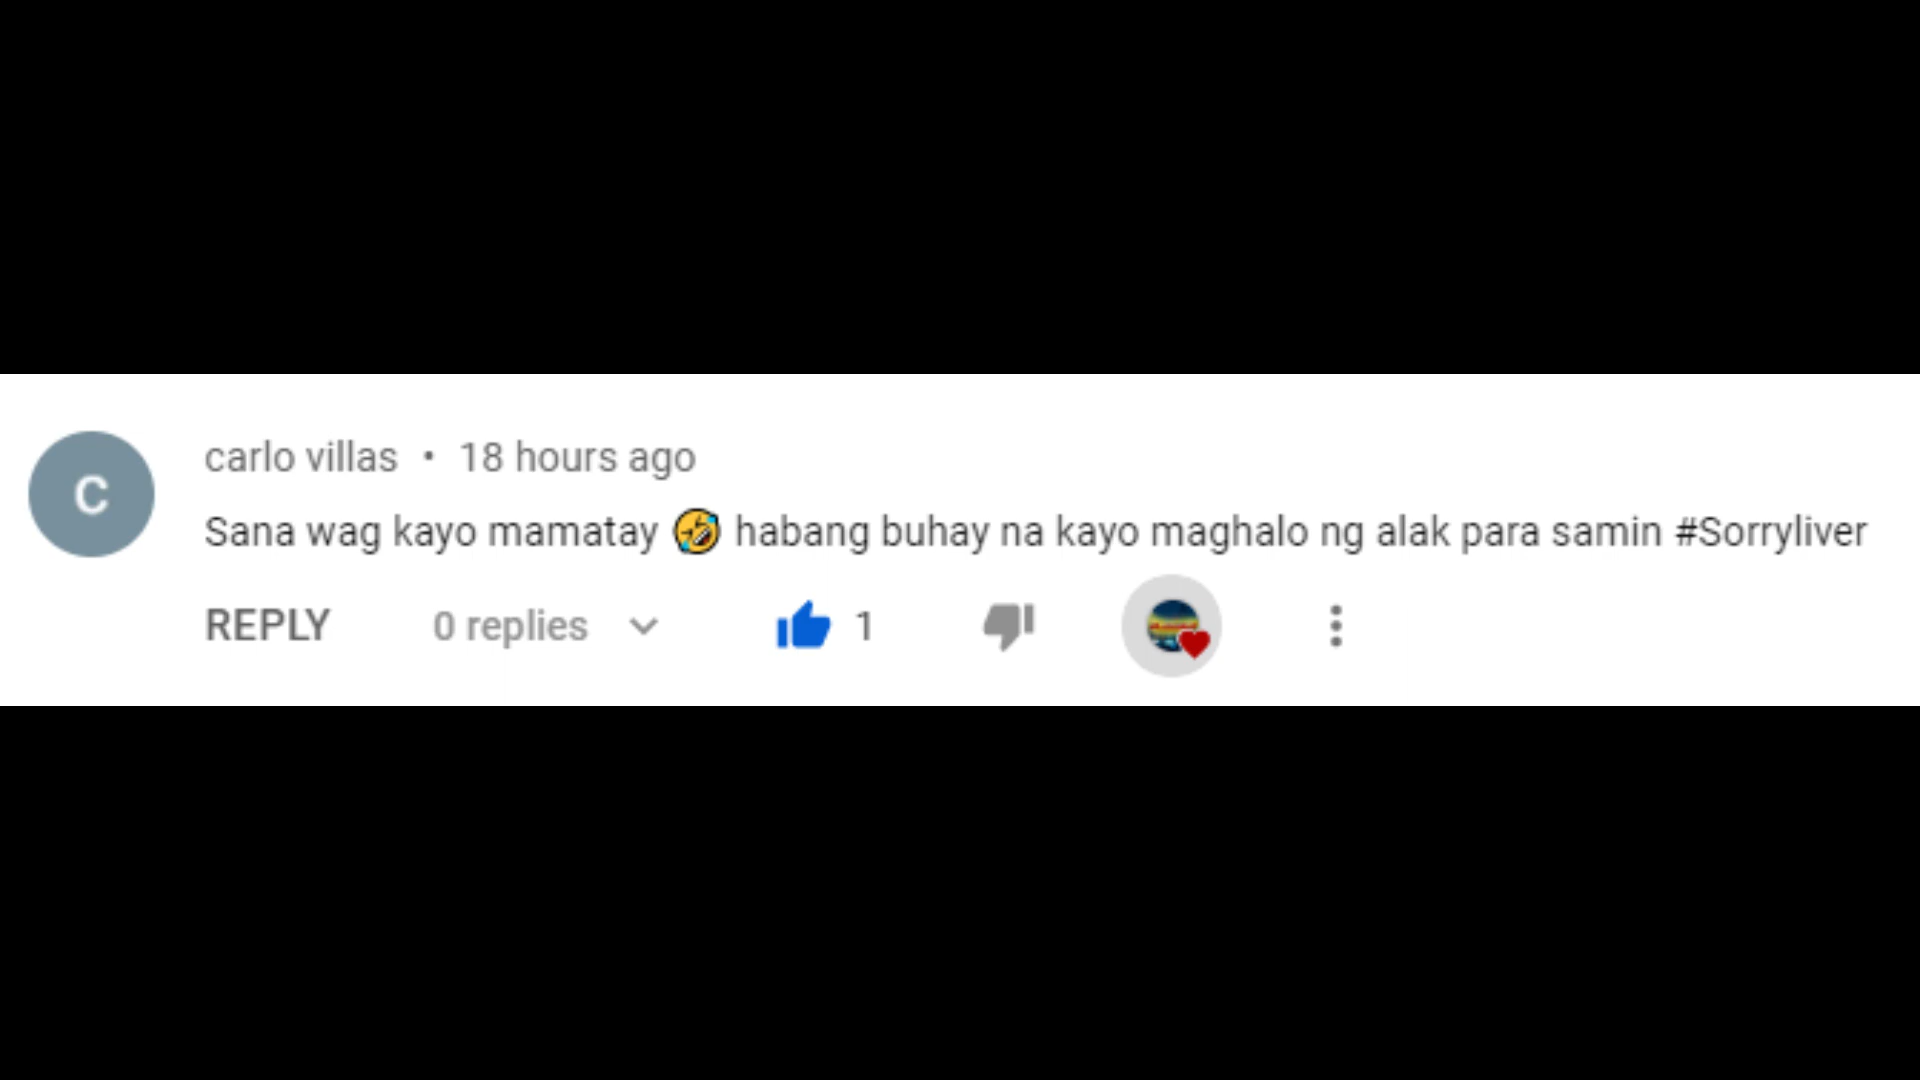 C
carlo villas • 18 hours ago
Sana wag kayo mamatay 🤣 habang buhay na kayo maghalo ng alak para samin #Sorryliver
REPLY 0 replies 1